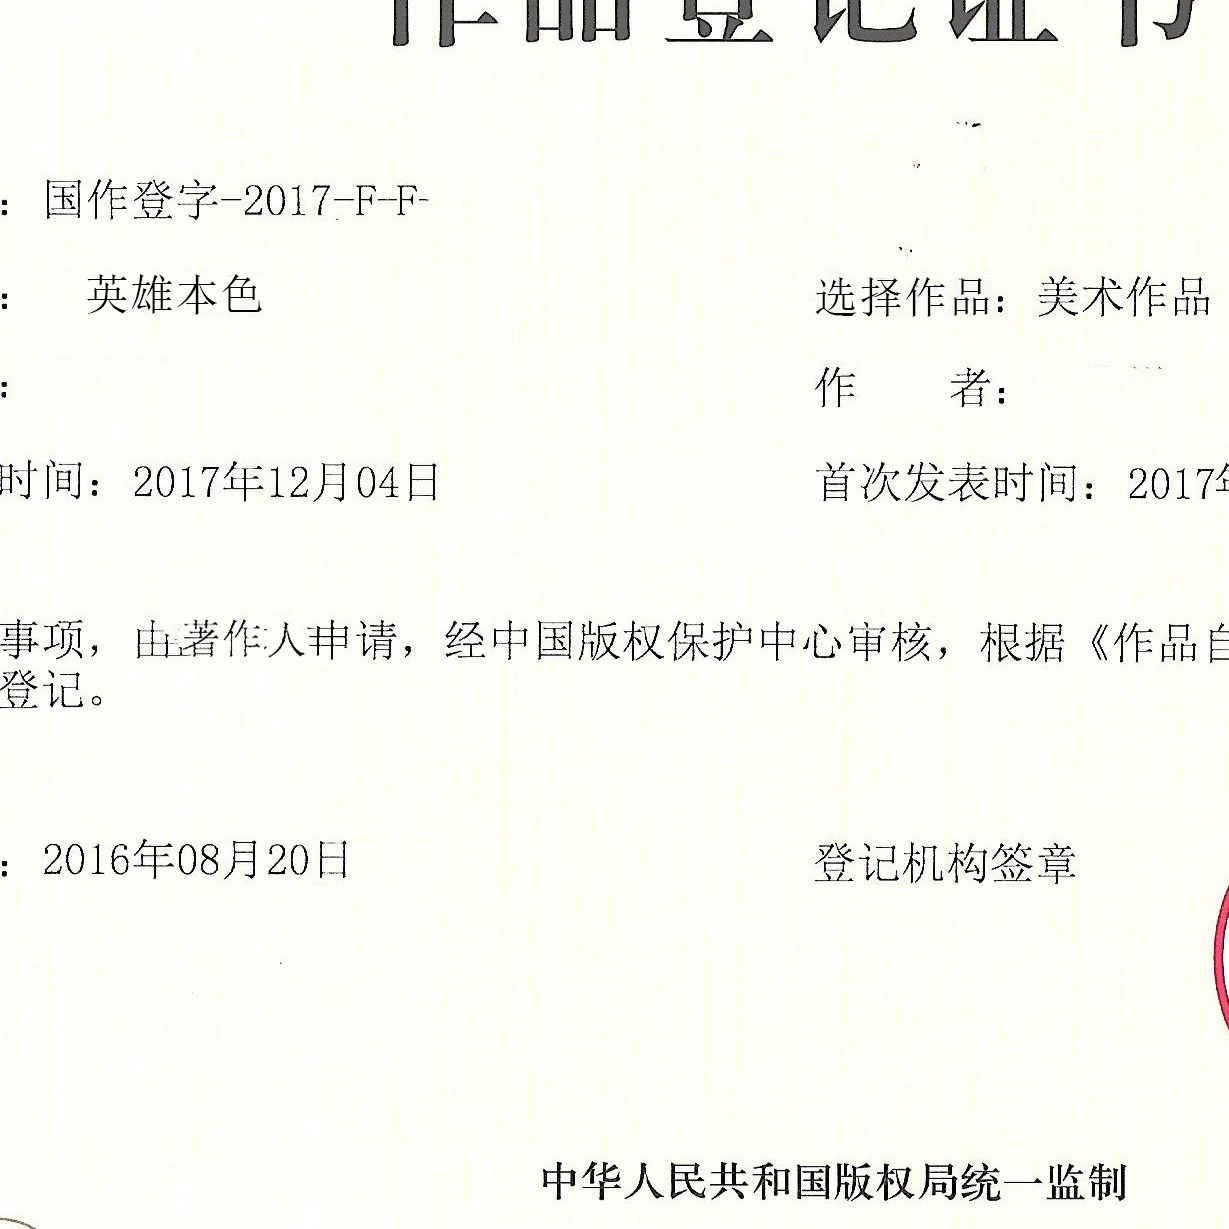 作品登记证书
：国作登字-2017-F-F-
： 英雄本色
选择作品：美术作品
：
作 者：
时间：2017年12月04日
首次发表时间：2017年
事项，由著作人申请，经中国版权保护中心审核，根据《作品自
登记。
：2016年08月20日
登记机构签章
中华人民共和国版权局统一监制